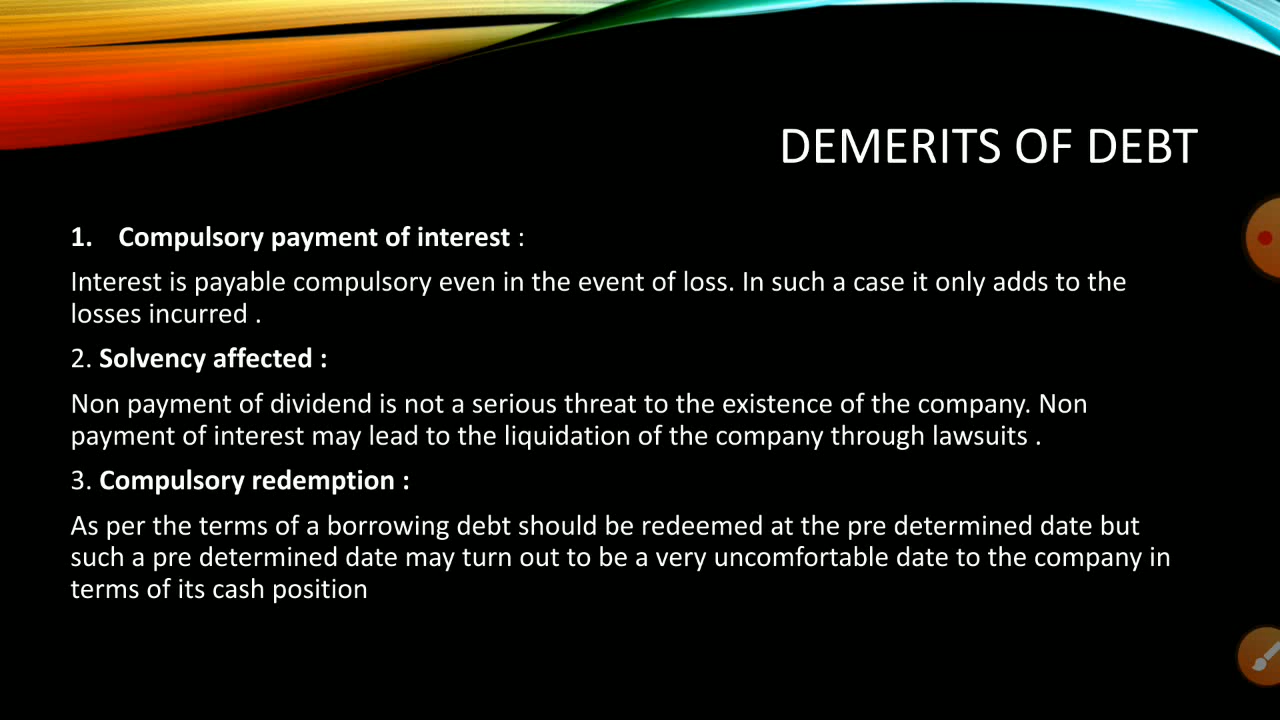 DEMERITS OF DEBT
1. Compulsory payment of interest :
Interest is payable compulsory even in the event of loss. In such a case it only adds to the
losses incurred .
2. Solvency affected :
Non payment of dividend is not a serious threat to the existence of the company. Non
payment of interest may lead to the liquidation of the company through lawsuits .
3. Compulsory redemption :
As per the terms of a borrowing debt should be redeemed at the pre determined date but
such a pre determined date may turn out to be a very uncomfortable date to the company in
terms of its cash position